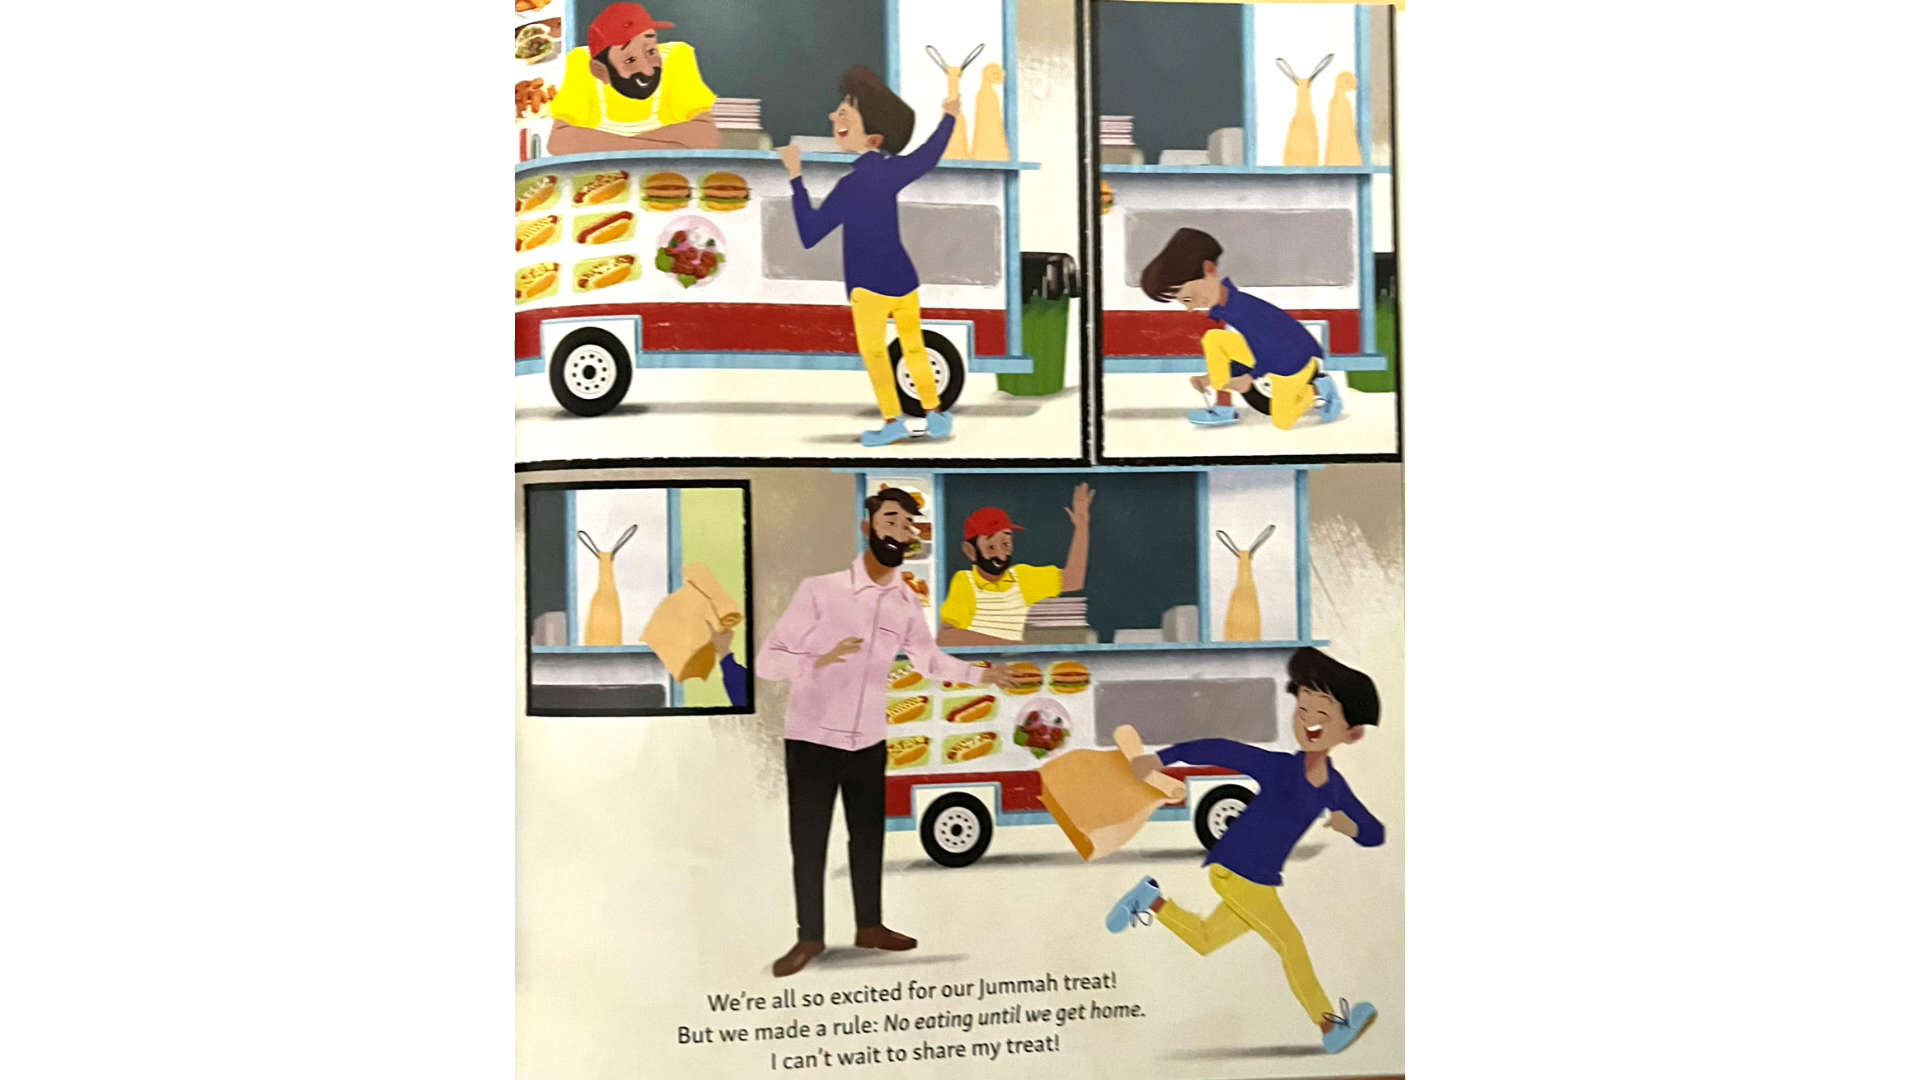 We're all so excited for our Jummah treat!
But we made a rule: No eating until we get home.
I can't wait to share my treat!